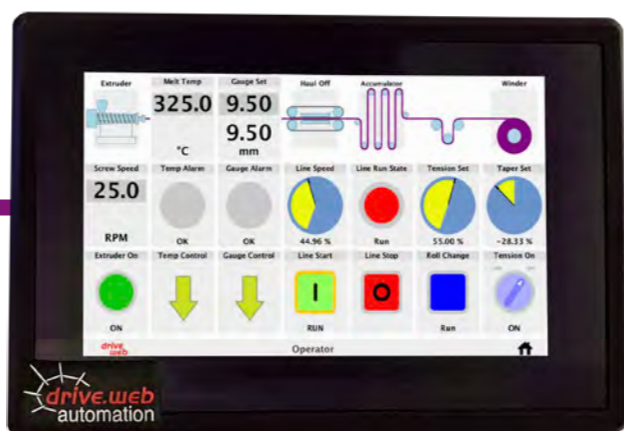 Extruder Melt Temp Gauge Set Haul Off Accumulator Winder
325.0 9.50
9.50
°C mm
Screw Speed Temp Alarm Gauge Alarm Line Speed Line Run State Tension Set Taper Set
25.0
RPM OK OK 44.96 % Run 55.00 % -28.33 %
Extruder On Temp Control Gauge Control Line Start Line Stop Roll Change Tension On
I O
ON RUN Run ON
drive.
web
Operator
drive.web
automation